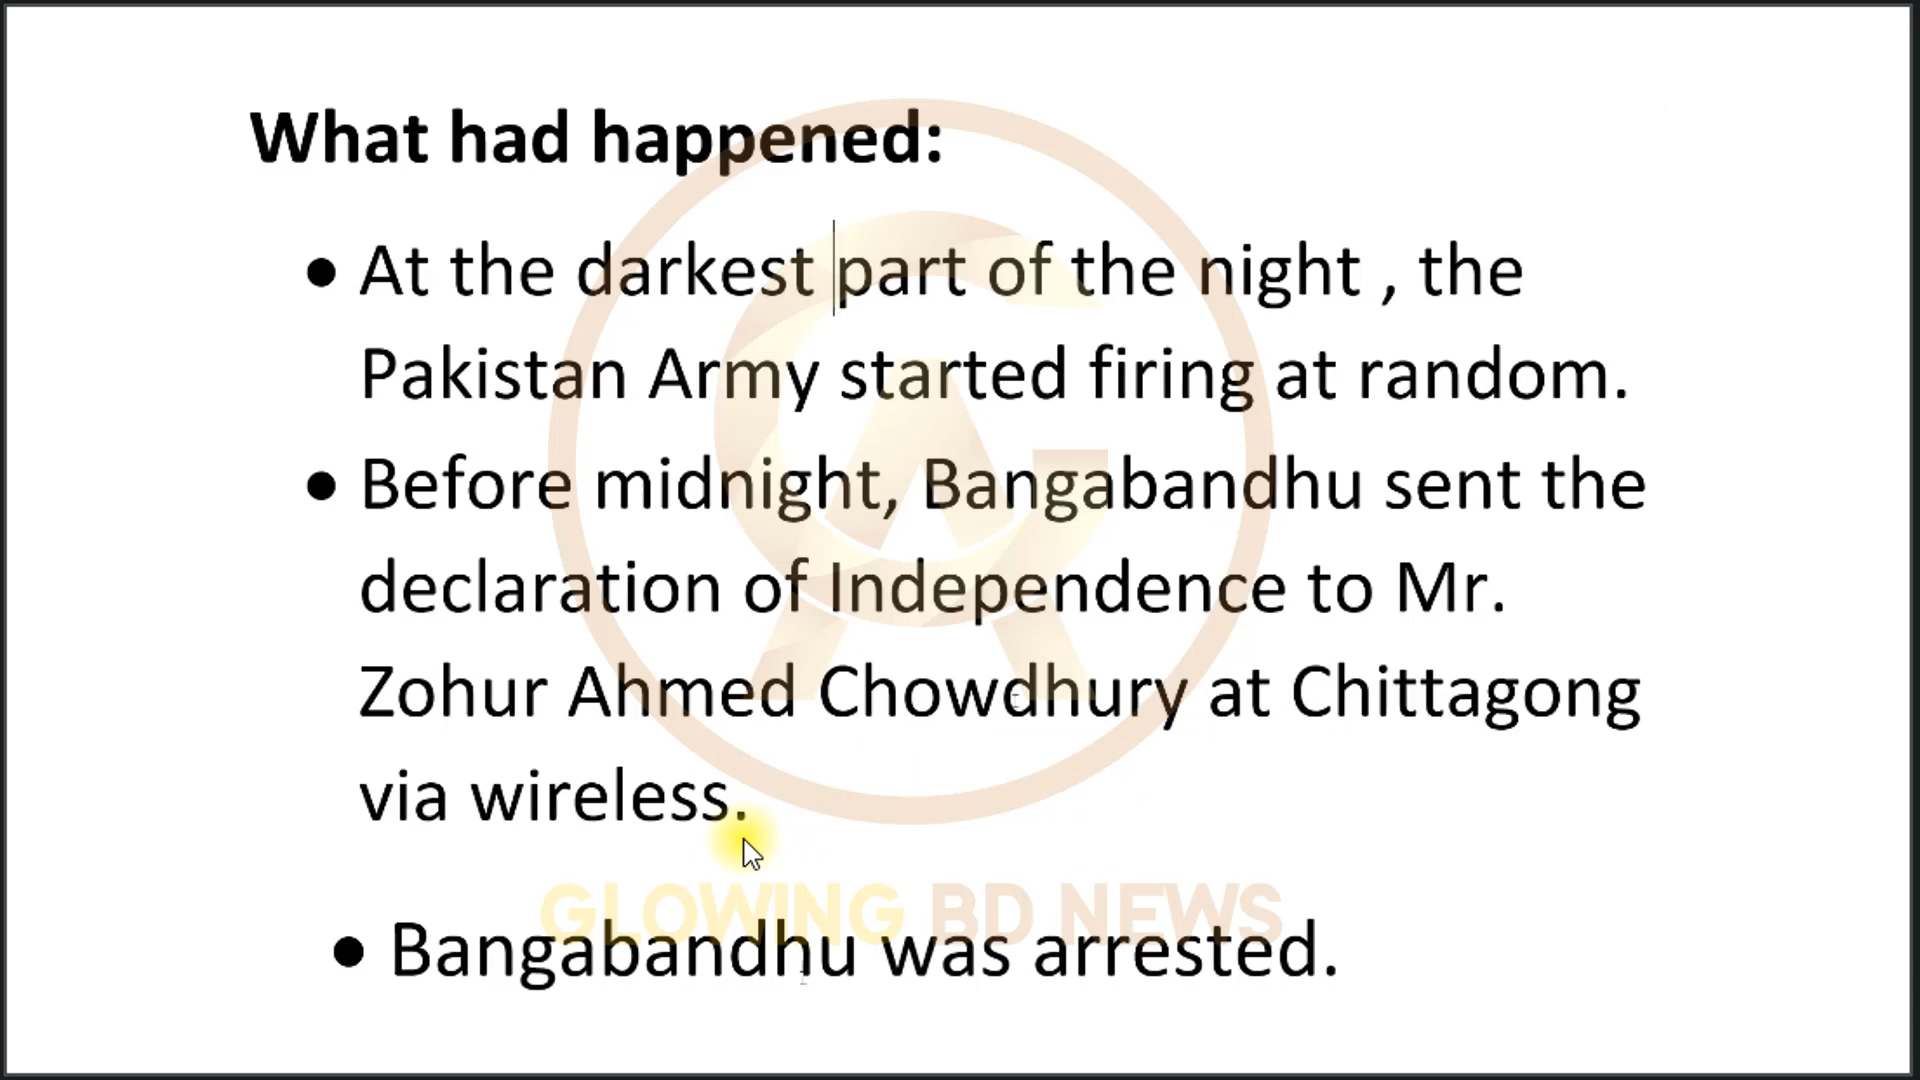 What had happened:
• At the darkest part of the night , the
Pakistan Army started firing at random.
• Before midnight, Bangabandhu sent the
declaration of Independence to Mr.
Zohur Ahmed Chowdhury at Chittagong
via wireless.
GLOWING BD NEWS
• Bangabandhu was arrested.